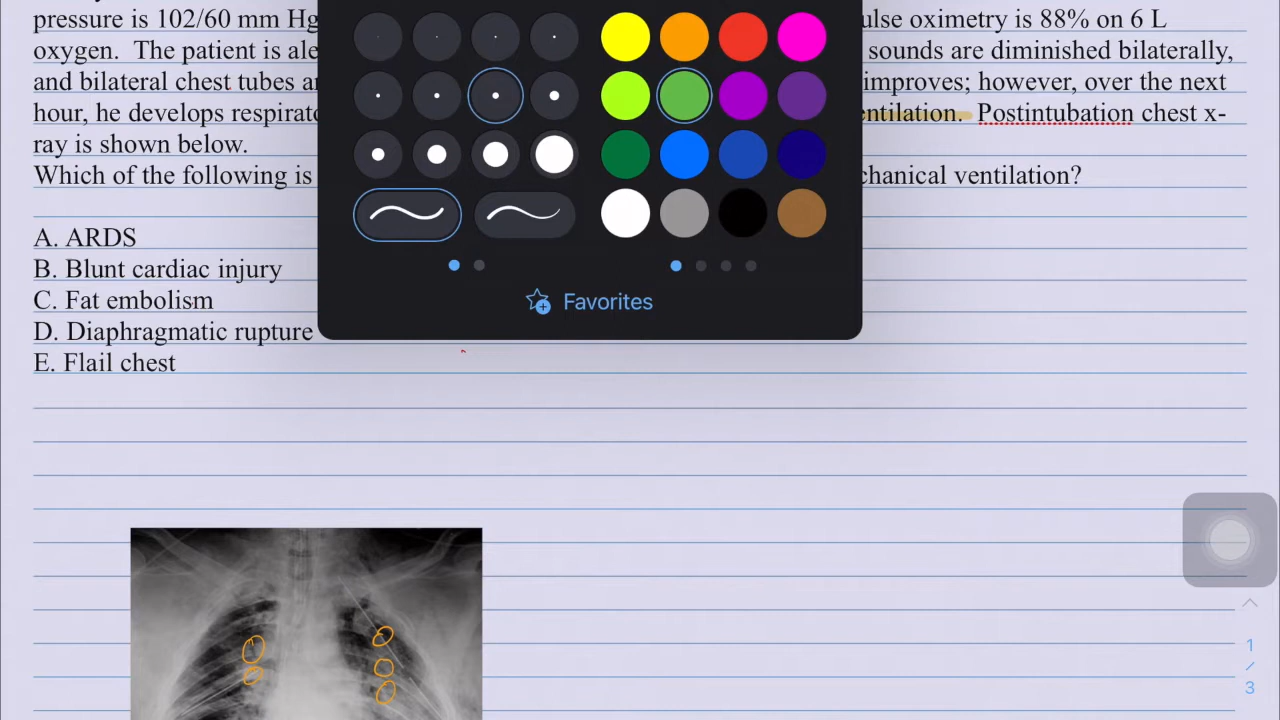 pressure is 102/60 mm Hg ulse oximetry is 88% on 6 L
oxygen. The patient is ale sounds are diminished bilaterally,
and bilateral chest tubes a improves; however, over the next
hour, he develops respirat entilation. Postintubation chest x-
ray is shown below.
Which of the following is chanical ventilation?
A. ARDS
B. Blunt cardiac injury
C. Fat embolism
D. Diaphragmatic rupture
E. Flail chest
Favorites
1
/
3